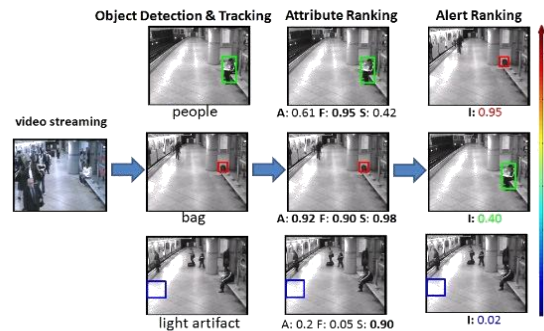 Object Detection & Tracking Attribute Ranking Alert Ranking
people A: 0.61 F: 0.95 S: 0.42 I: 0.95
video streaming
bag A: 0.92 F: 0.90 S: 0.98 I: 0.40
light artifact A: 0.2 F: 0.05 S: 0.90 I: 0.02